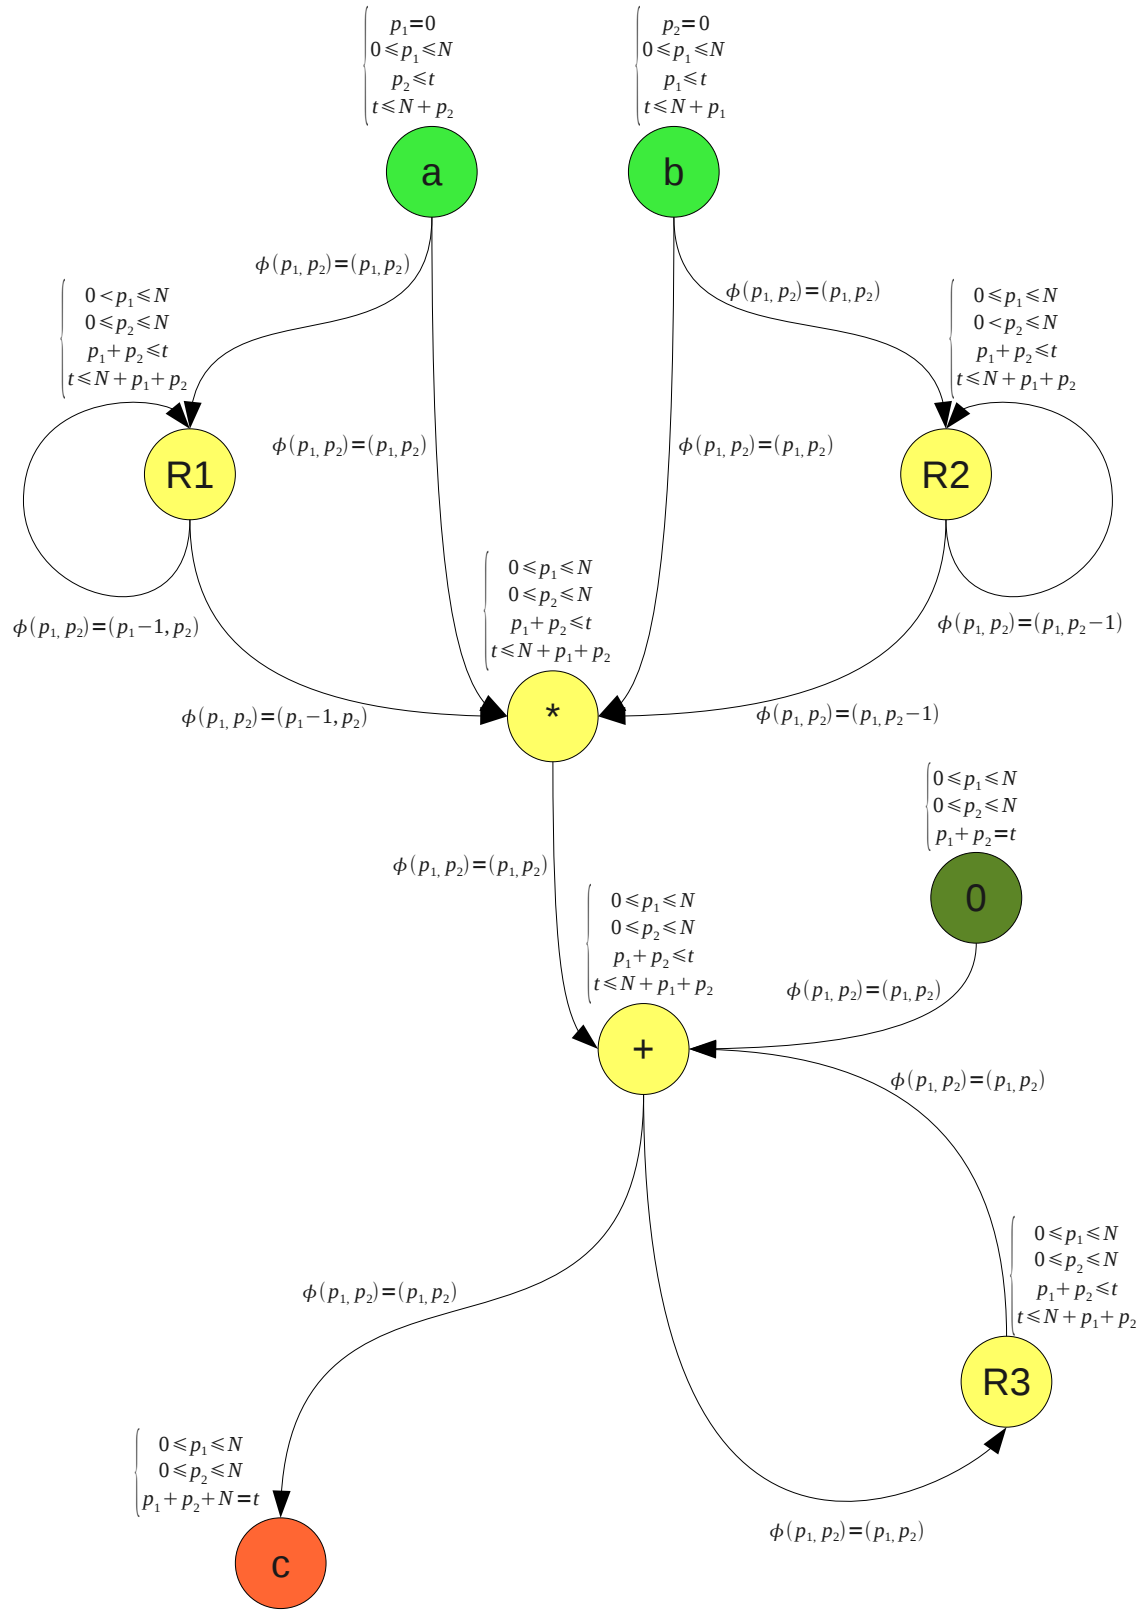 p₁=0
0⩽p₁⩽N
p₂⩽t
t⩽N+p₂
p₂=0
0⩽p₁⩽N
p₁⩽t
t⩽N+p₁
a
b
ϕ(p₁, p₂)=(p₁, p₂)
ϕ(p₁, p₂)=(p₁, p₂)
0<p₁⩽N
0⩽p₂⩽N
p₁+p₂⩽t
t⩽N+p₁+p₂
0⩽p₁⩽N
0<p₂⩽N
p₁+p₂⩽t
t⩽N+p₁+p₂
ϕ(p₁, p₂)=(p₁, p₂)
ϕ(p₁, p₂)=(p₁, p₂)
R1
R2
0⩽p₁⩽N
0⩽p₂⩽N
p₁+p₂⩽t
t⩽N+p₁+p₂
ϕ(p₁, p₂)=(p₁−1, p₂)
ϕ(p₁, p₂)=(p₁, p₂−1)
ϕ(p₁, p₂)=(p₁−1, p₂)
*
ϕ(p₁, p₂)=(p₁, p₂−1)
0⩽p₁⩽N
0⩽p₂⩽N
p₁+p₂=t
ϕ(p₁, p₂)=(p₁, p₂)
0
0⩽p₁⩽N
0⩽p₂⩽N
p₁+p₂⩽t
t⩽N+p₁+p₂
ϕ(p₁, p₂)=(p₁, p₂)
+
ϕ(p₁, p₂)=(p₁, p₂)
0⩽p₁⩽N
0⩽p₂⩽N
p₁+p₂⩽t
t⩽N+p₁+p₂
ϕ(p₁, p₂)=(p₁, p₂)
R3
0⩽p₁⩽N
0⩽p₂⩽N
p₁+p₂+N=t
ϕ(p₁, p₂)=(p₁, p₂)
c